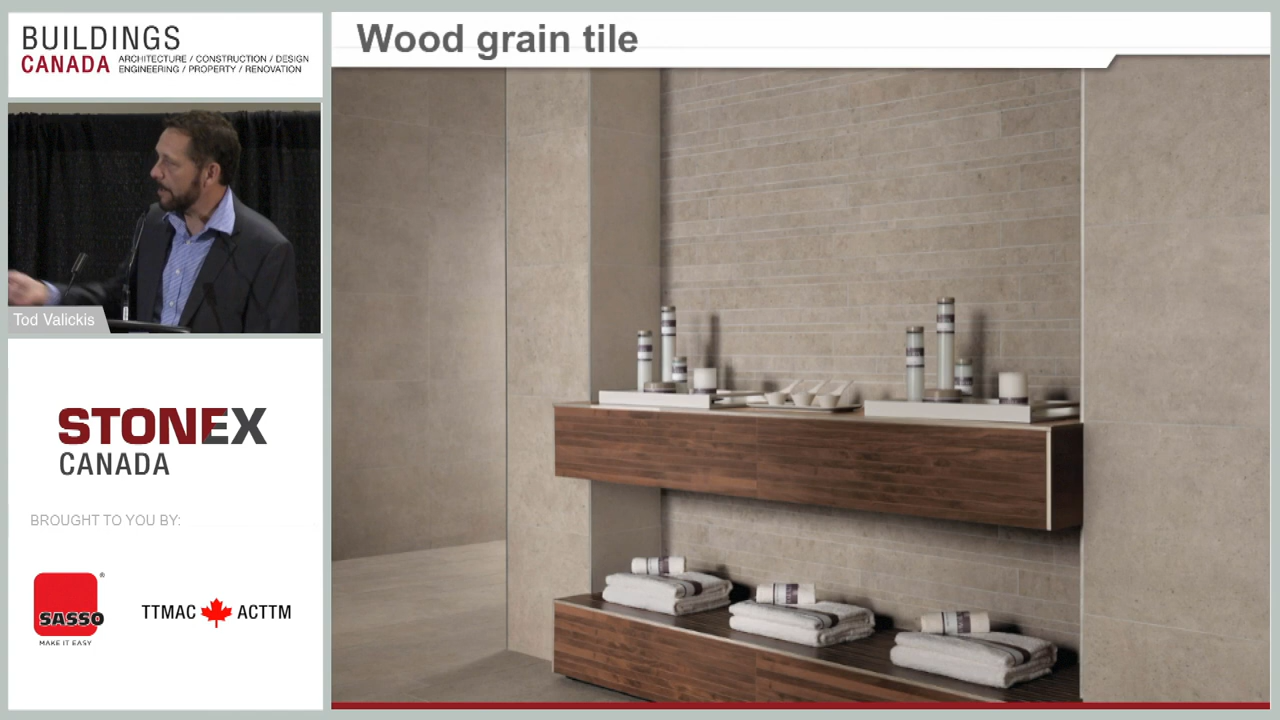 BUILDINGS
CANADA
ARCHITECTURE / CONSTRUCTION / DESIGN
ENGINEERING / PROPERTY / RENOVATION
Wood grain tile
Tod Valickis
STONEX
CANADA
BROUGHT TO YOU BY:
SASSO
®
MAKE IT EASY
TTMAC ACTTM